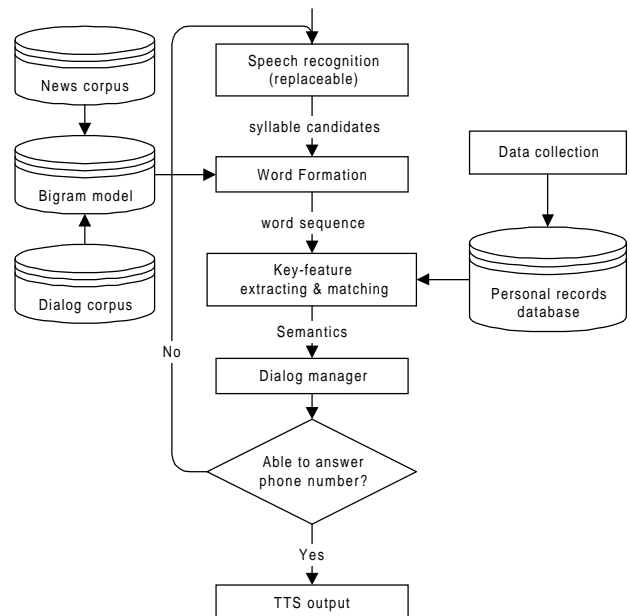 Speech recognition
(replaceable)
News corpus
syllable candidates
Data collection
Word Formation
Bigram model
word sequence
Key-feature
extracting & matching
Dialog corpus
Personal records
database
Semantics
No
Dialog manager
Able to answer
phone number?
Yes
TTS output